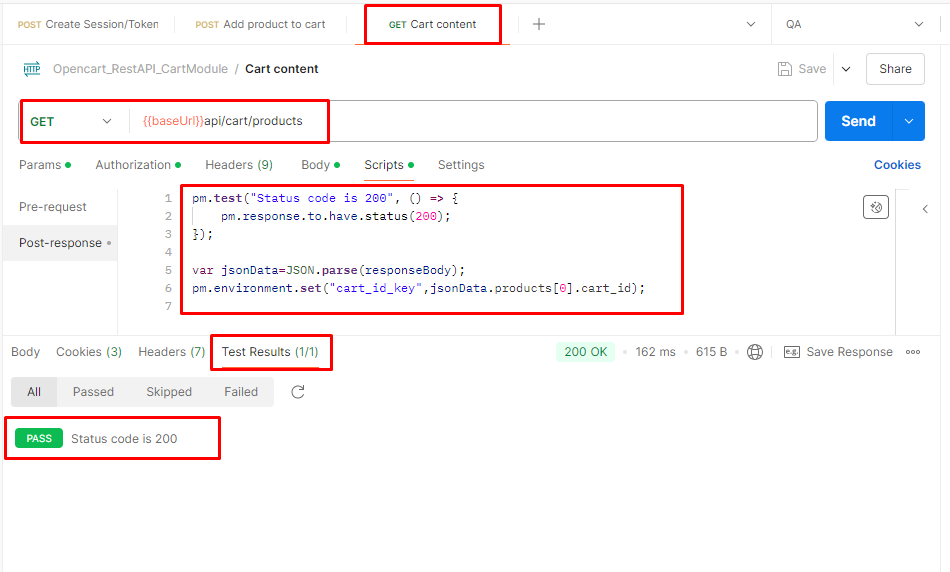 POST Create Session/Token POST Add product to cart GET Cart content QA
HTTP Opencart_RestAPI_CartModule / Cart content Save Share
GET {{baseUrl}}api/cart/products Send
Params Authorization Headers (9) Body Scripts Settings Cookies
Pre-request
Post-response
1 pm.test("Status code is 200", () => {
2 pm.response.to.have.status(200);
3 });
4
5 var jsonData=JSON.parse(responseBody);
6 pm.environment.set("cart_id_key",jsonData.products[0].cart_id);
7
Body Cookies (3) Headers (7) Test Results (1/1) 200 OK 162 ms 615 B e.g. Save Response
All Passed Skipped Failed
PASS Status code is 200